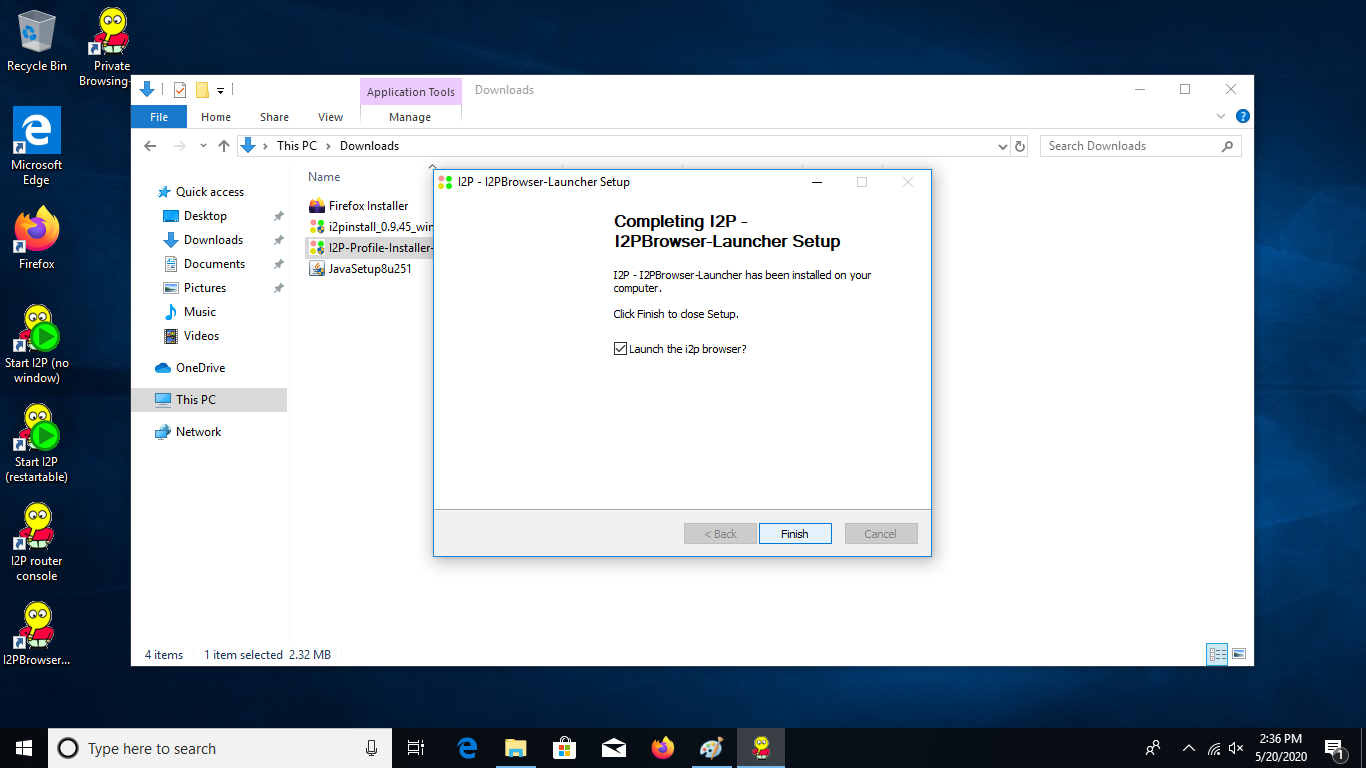 Recycle Bin
Private
Browsing-
Microsoft
Edge
Firefox
Start I2P (no
window)
Start I2P
(restartable)
I2P router
console
I2PBrowser...
Application Tools
Downloads
File
Home
Share
View
Manage
This PC
Downloads
Search Downloads
Quick access
Desktop
Downloads
Documents
Pictures
Music
Videos
OneDrive
This PC
Network
Name
Firefox Installer
i2pinstall_0.9.45_win
I2P-Profile-Installer-
JavaSetup8u251
4 items
1 item selected 2.32 MB
I2P - I2PBrowser-Launcher Setup
Completing I2P -
I2PBrowser-Launcher Setup
I2P - I2PBrowser-Launcher has been installed on your
computer.
Click Finish to close Setup.
Launch the i2p browser?
< Back
Finish
Cancel
Type here to search
2:36 PM
5/20/2020
1